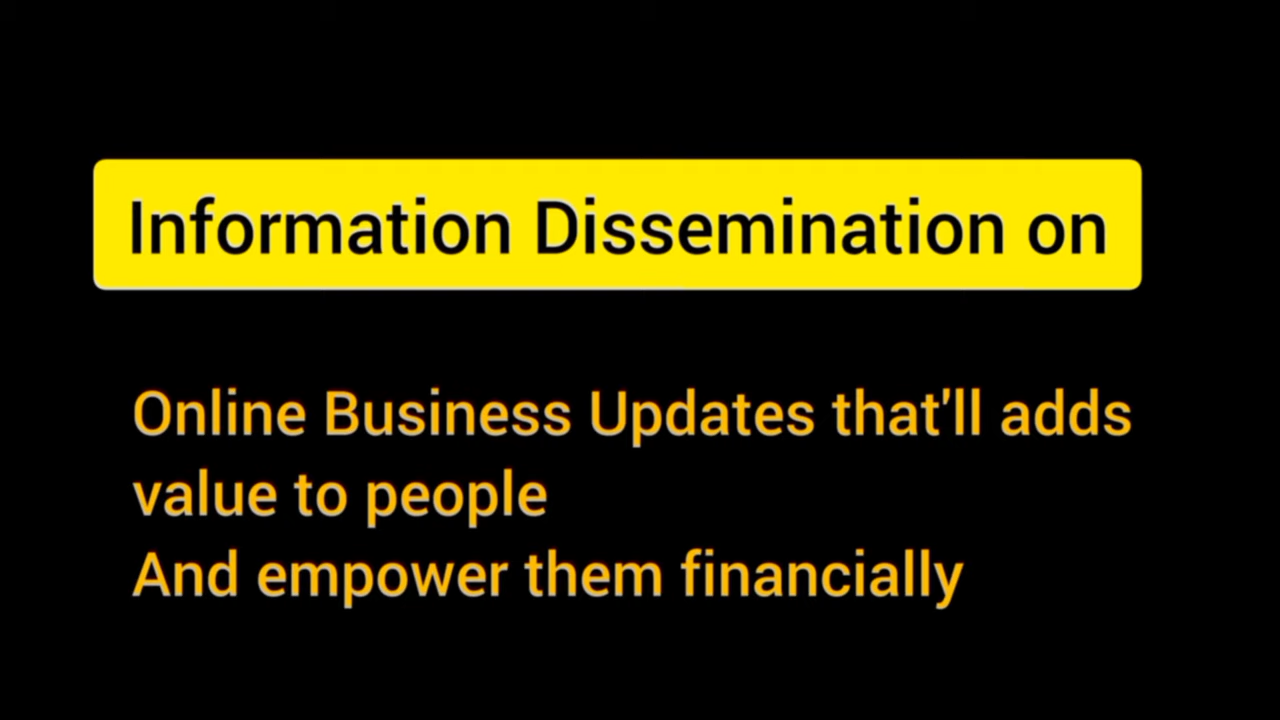 Information Dissemination on
Online Business Updates that'll adds
value to people
And empower them financially